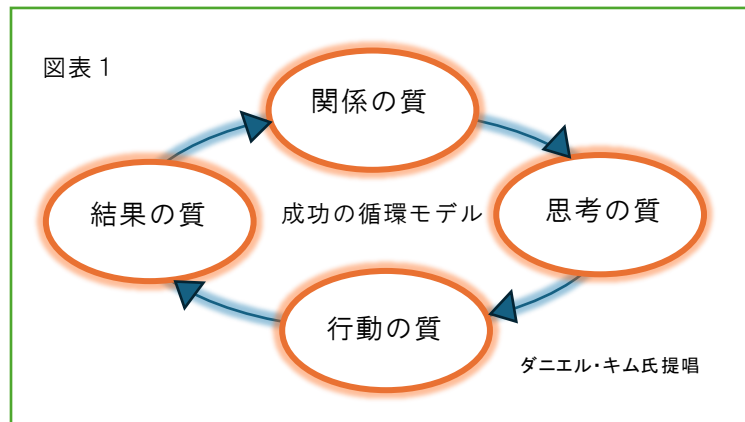 図表1
関係の質
結果の質
成功の循環モデル
思考の質
行動の質
ダニエル・キム氏提唱